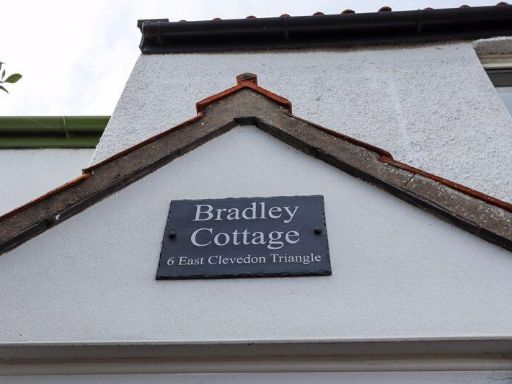 Bradley
Cottage
6 East Clevedon Triangle